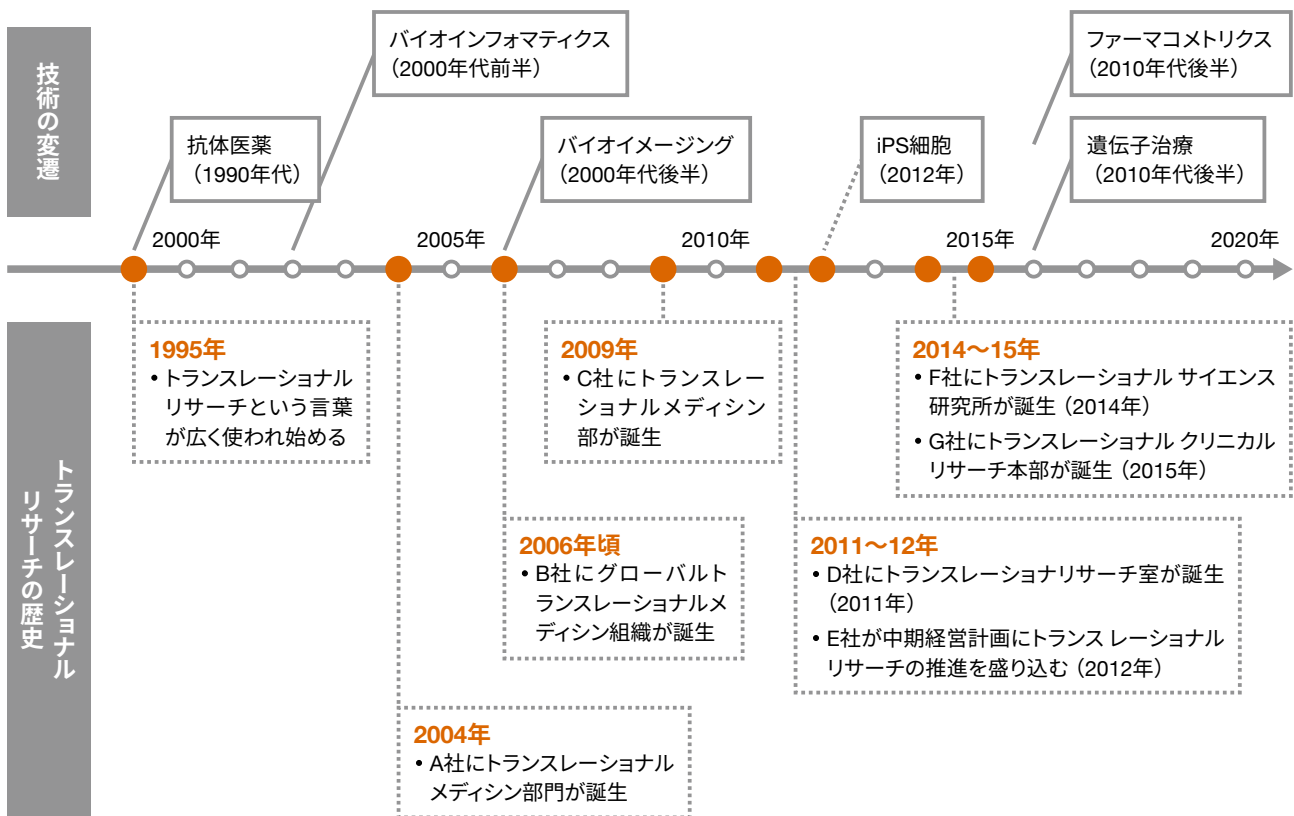 技術の変遷
バイオインフォマティクス
（2000年代前半）
ファーマコメトリクス
（2010年代後半）
抗体医薬
（1990年代）
バイオイメージング
（2000年代後半）
iPS細胞
（2012年）
遺伝子治療
（2010年代後半）
2000年
2005年
2010年
2015年
2020年
トランスレーショナル
リサーチの歴史
1995年
• トランスレーショナル
リサーチという言葉
が広く使われ始める
2009年
• C社にトランスレー
ショナルメディシン
部が誕生
2014～15年
• F社にトランスレーショナル サイエンス
研究所が誕生（2014年）
• G社にトランスレーショナル クリニカル
リサーチ本部が誕生（2015年）
2006年頃
• B社にグローバルト
ランスレーショナルメ
ディシン組織が誕生
2011～12年
• D社にトランスレーショナリサーチ室が誕生
（2011年）
• E社が中期経営計画にトランス レーショナル
リサーチの推進を盛り込む（2012年）
2004年
• A社にトランスレーショナル
メディシン部門が誕生